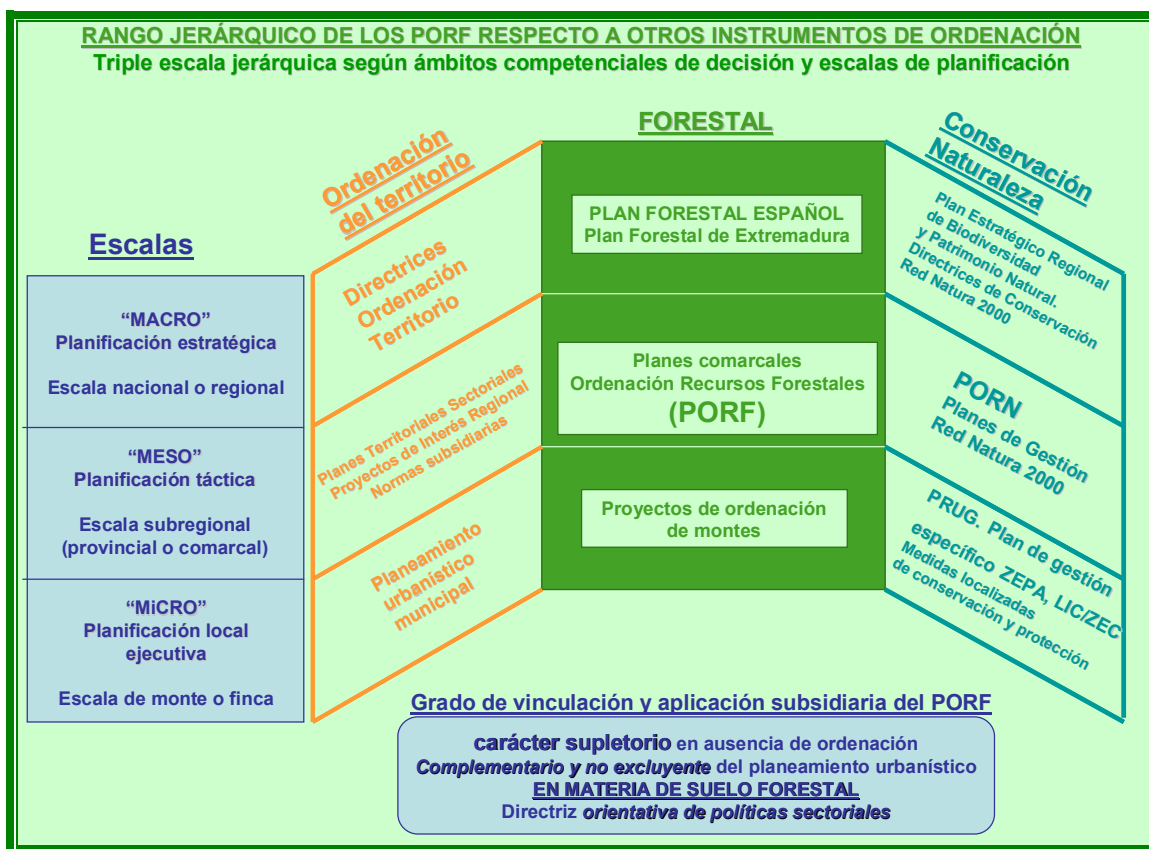 RANGO JERÁRQUICO DE LOS PORF RESPECTO A OTROS INSTRUMENTOS DE ORDENACIÓN
Triple escala jerárquica según ámbitos competenciales de decisión y escalas de planificación
Escalas
“MACRO”
Planificación estratégica
Escala nacional o regional
“MESO”
Planificación táctica
Escala subregional
(provincial o comarcal)
“MiCRO”
Planificación local
ejecutiva
Escala de monte o finca
Ordenación
del territorio
Directrices
Ordenación
Territorio
Planes Territoriales Sectoriales
Proyectos de Interés Regional
Normas subsidiarias
Planeamiento
urbanístico
municipal
FORESTAL
PLAN FORESTAL ESPAÑOL
Plan Forestal de Extremadura
Planes comarcales
Ordenación Recursos Forestales
(PORF)
Proyectos de ordenación
de montes
Conservación
Naturaleza
Plan Estratégico Regional
de Biodiversidad
y Patrimonio Natural.
Directrices de Conservación
Red Natura 2000
PORN
Planes de Gestión
Red Natura 2000
PRUG. Plan de gestión
específico ZEPA, LIC/ZEC
Medidas localizadas
de conservación y protección
Grado de vinculación y aplicación subsidiaria del PORF
carácter supletorio en ausencia de ordenación
Complementario y no excluyente del planeamiento urbanístico
EN MATERIA DE SUELO FORESTAL
Directriz orientativa de políticas sectoriales